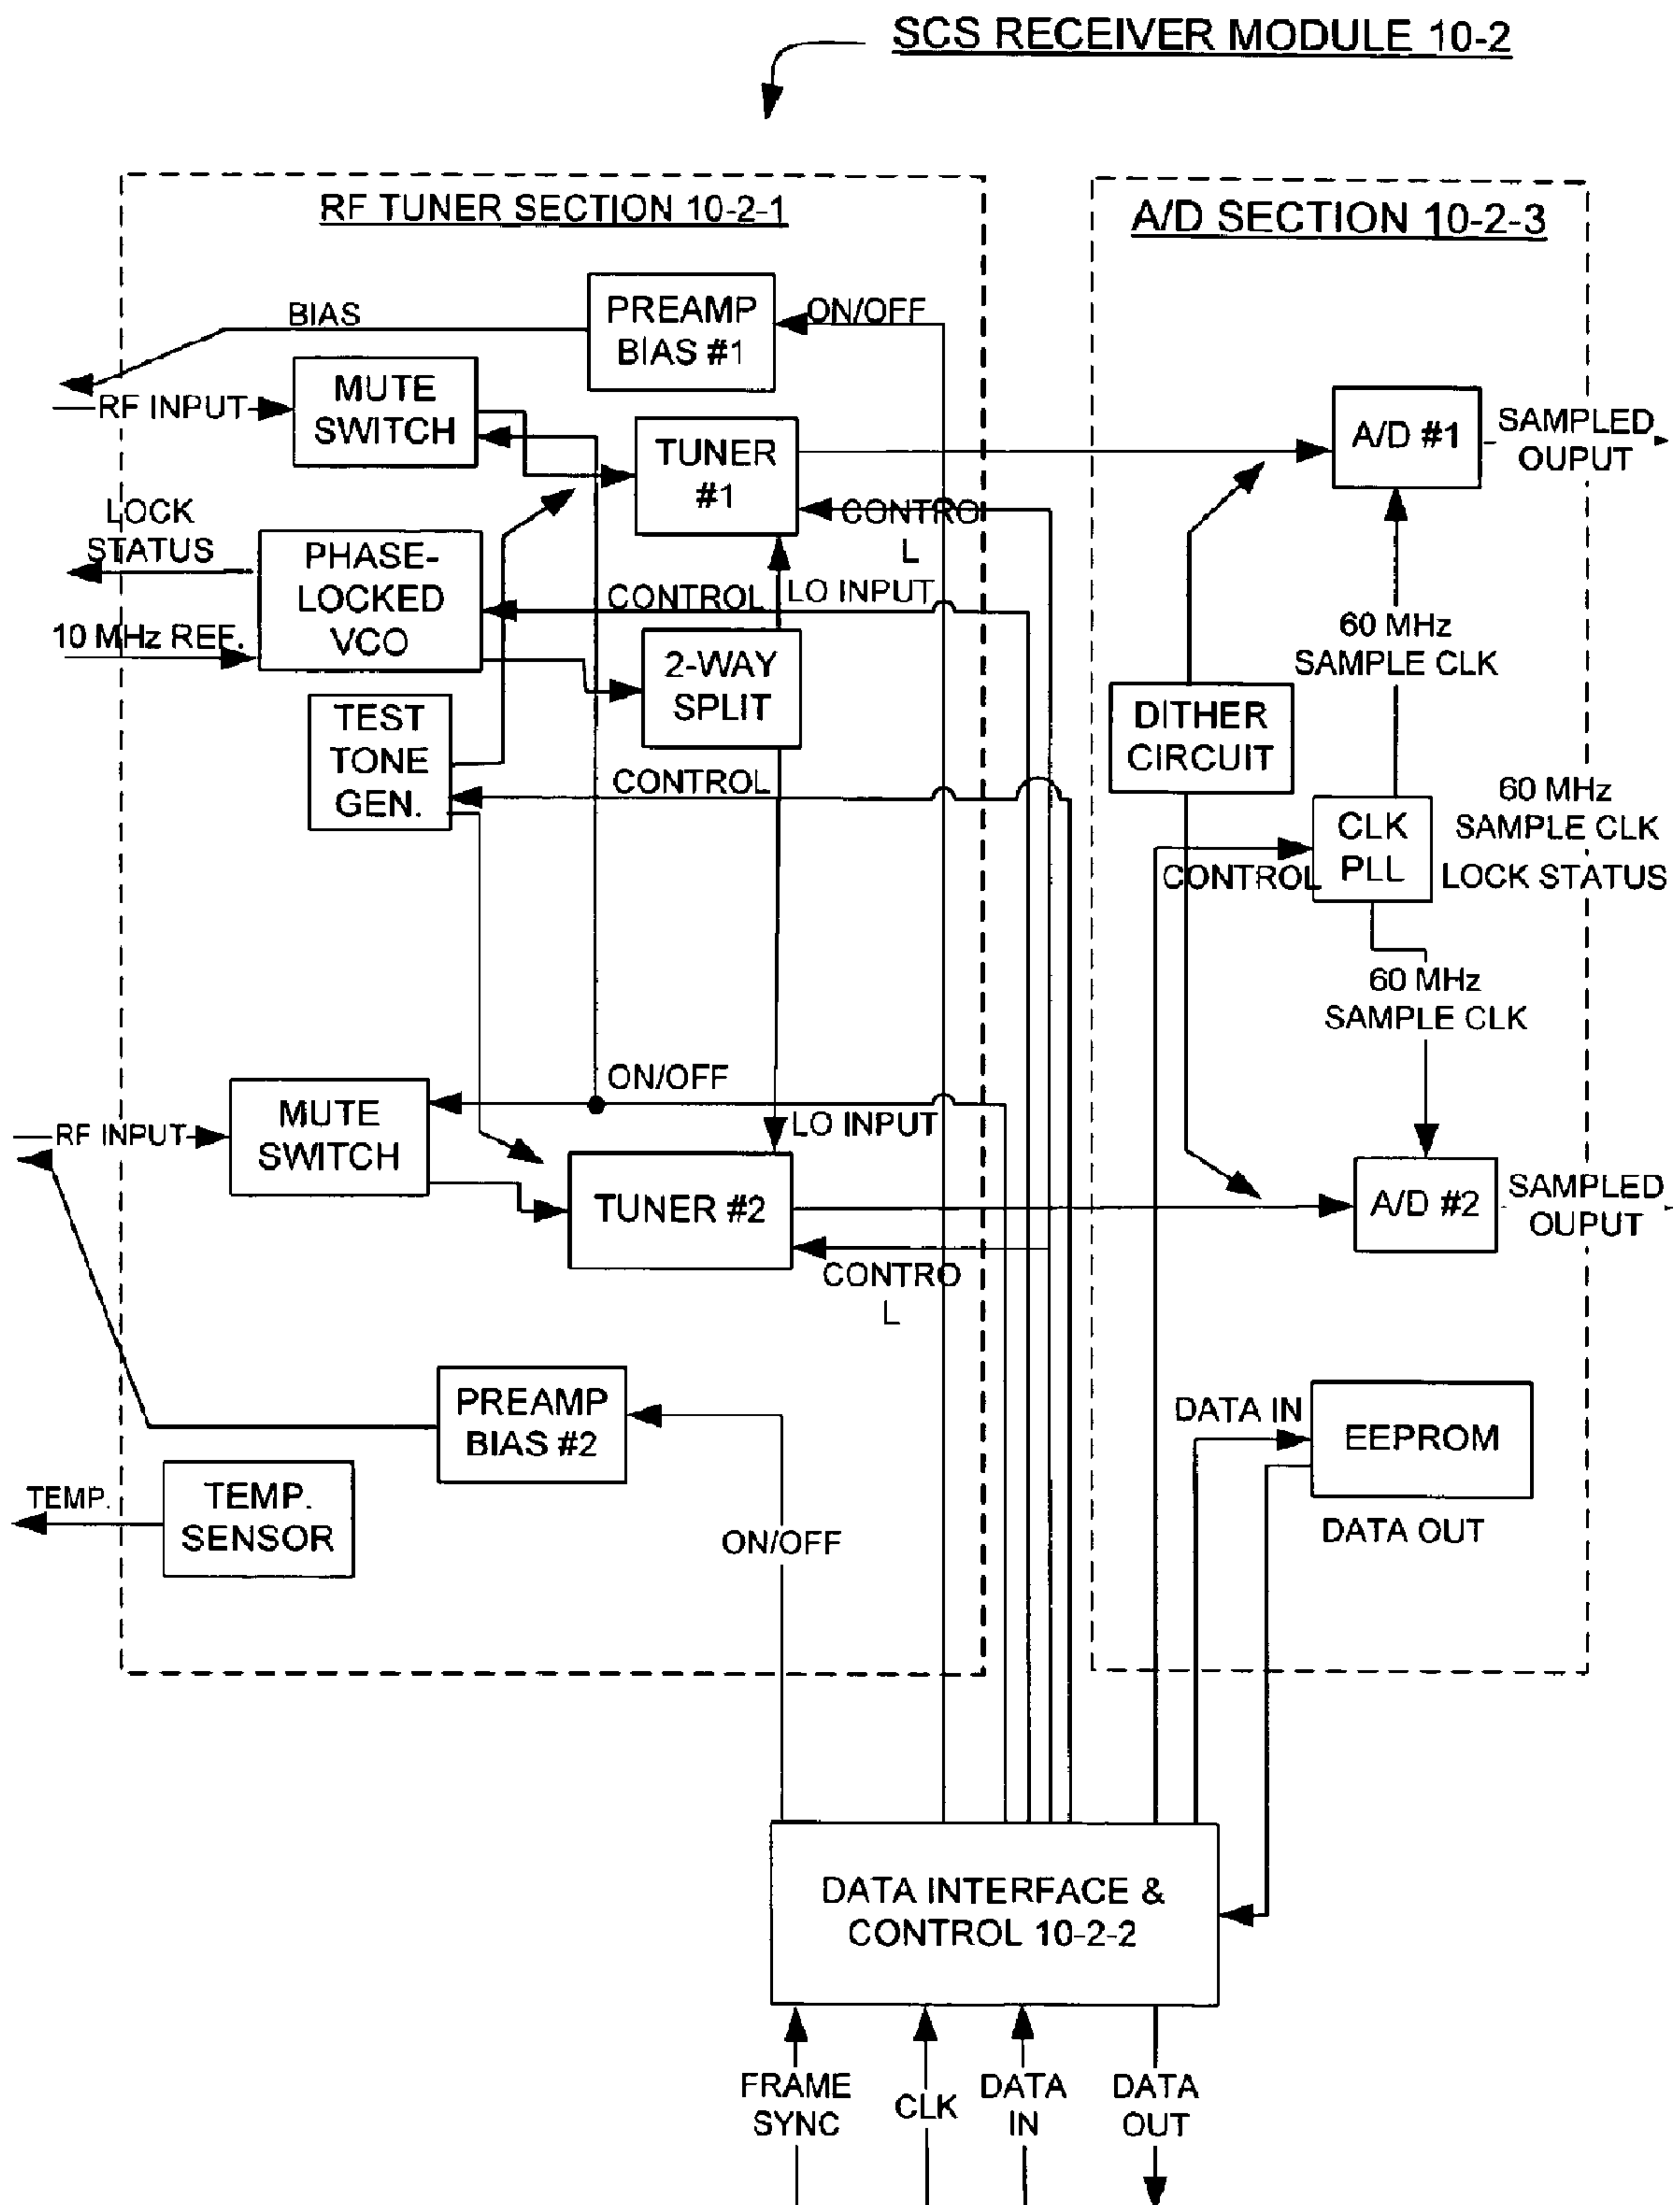 SCS RECEIVER MODULE 10-2
RF TUNER SECTION 10-2-1
A/D SECTION 10-2-3
BIAS
PREAMP
BIAS #1
ON/OFF
RF INPUT
MUTE
SWITCH
TUNER
#1
A/D #1
SAMPLED
OUPUT
LOCK
STATUS
CONTRO
L
PHASE-
LOCKED
VCO
CONTROL
LO INPUT
10 MHz REF.
2-WAY
SPLIT
60 MHz
SAMPLE CLK
TEST
TONE
GEN.
CONTROL
DITHER
CIRCUIT
CLK
PLL
CONTROL
60 MHz
SAMPLE CLK
LOCK STATUS
60 MHz
SAMPLE CLK
ON/OFF
RF INPUT
MUTE
SWITCH
LO INPUT
TUNER #2
A/D #2
SAMPLED
OUPUT
CONTRO
L
PREAMP
BIAS #2
DATA IN
EEPROM
TEMP.
TEMP.
SENSOR
ON/OFF
DATA OUT
DATA INTERFACE &
CONTROL 10-2-2
FRAME
SYNC
CLK
DATA
IN
DATA
OUT